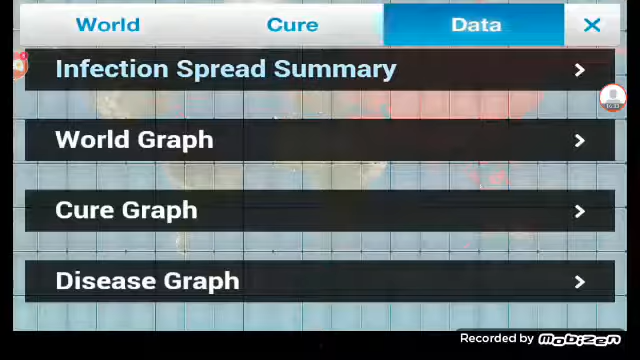 World Cure Data
Infection Spread Summary
World Graph
Cure Graph
Disease Graph
Recorded by mobizen